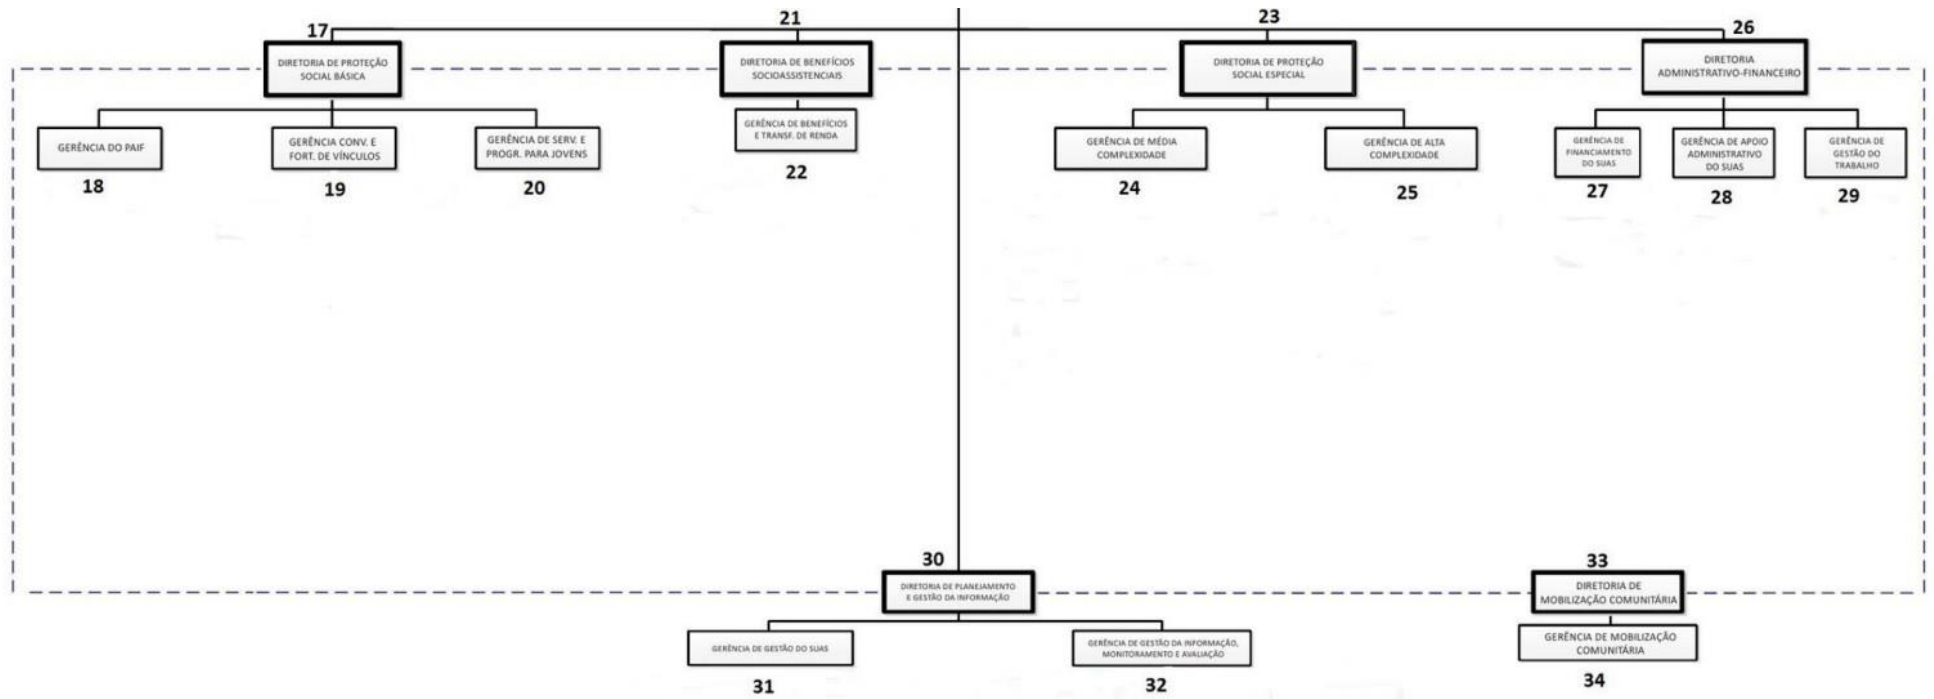 17
21
23
26
DIRETORIA DE PROTEÇÃO
SOCIAL BÁSICA
DIRETORIA DE BENEFÍCIOS
SOCIOASSISTENCIAIS
DIRETORIA DE PROTEÇÃO
SOCIAL ESPECIAL
DIRETORIA
ADMINISTRATIVO-FINANCEIRO
GERÊNCIA DO PAIF
GERÊNCIA CONV. E
FORT. DE VÍNCULOS
GERÊNCIA DE SERV. E
PROGR. PARA JOVENS
GERÊNCIA DE BENEFÍCIOS
E TRANSF. DE RENDA
GERÊNCIA DE MÉDIA
COMPLEXIDADE
GERÊNCIA DE ALTA
COMPLEXIDADE
GERÊNCIA DE
FINANCIAMENTO
DO SUAS
GERÊNCIA DE APOIO
ADMINISTRATIVO
DO SUAS
GERÊNCIA DE
GESTÃO DO
TRABALHO
18
19
20
22
24
25
27
28
29
30
33
DIRETORIA DE PLANEJAMENTO
E GESTÃO DA INFORMAÇÃO
DIRETORIA DE
MOBILIZAÇÃO COMUNITÁRIA
GERÊNCIA DE GESTÃO DO SUAS
GERÊNCIA DE GESTÃO DA INFORMAÇÃO,
MONITORAMENTO E AVALIAÇÃO
GERÊNCIA DE MOBILIZAÇÃO
COMUNITÁRIA
31
32
34